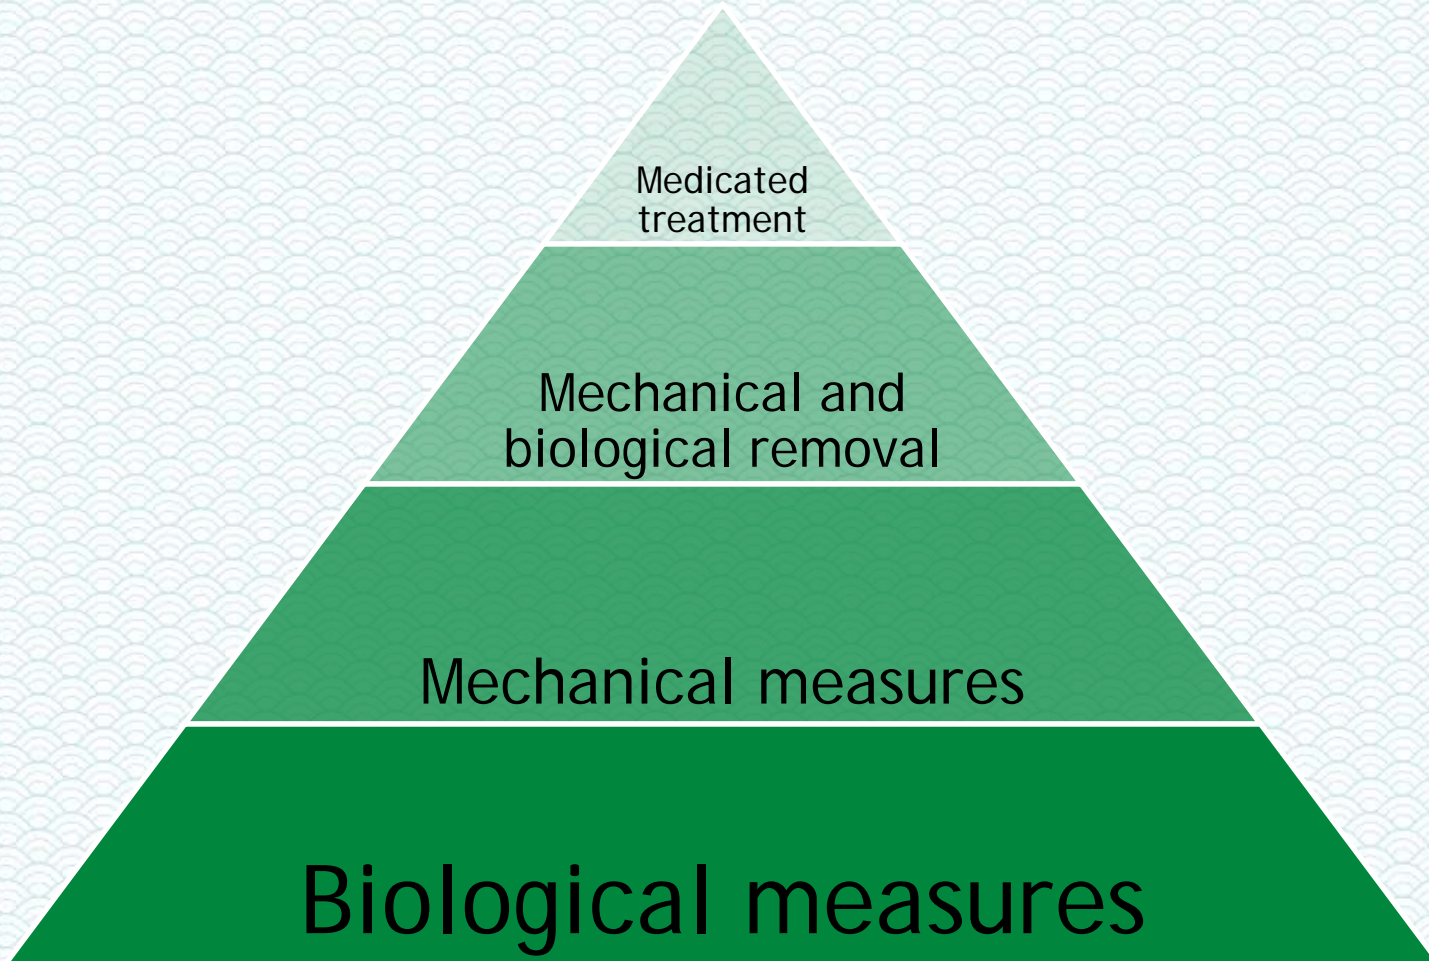 Medicated
treatment
Mechanical and
biological removal
Mechanical measures
Biological measures